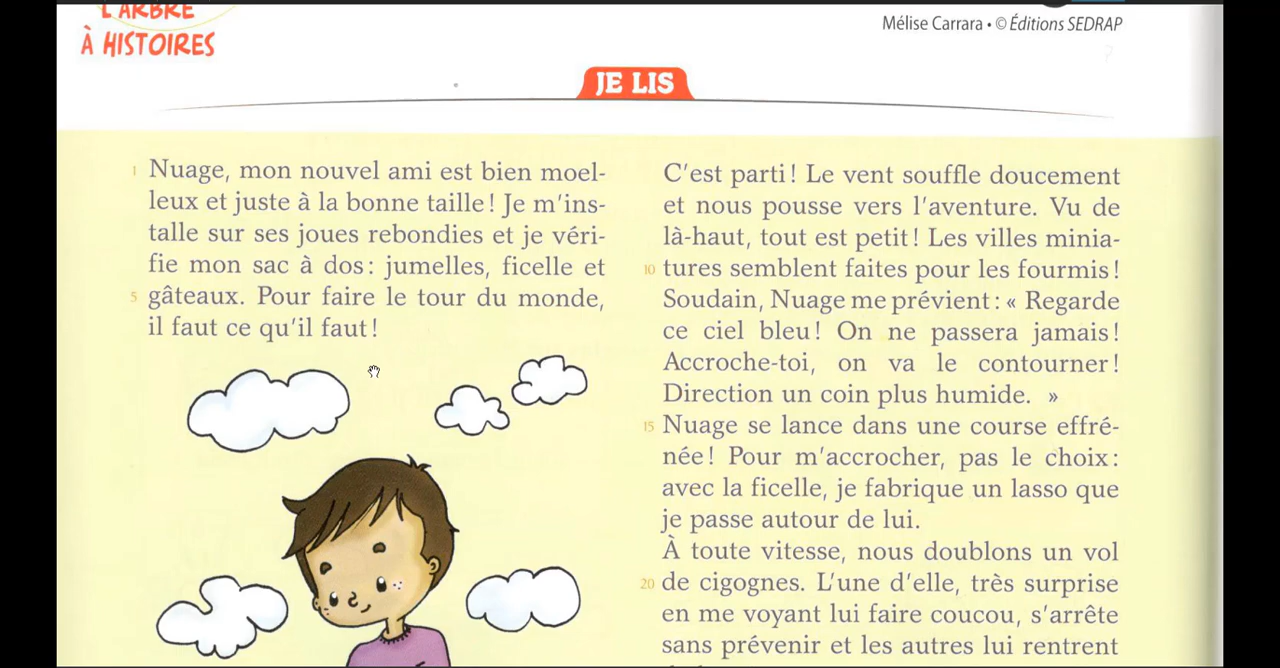 L'ARBRE
À HISTOIRES
Mélise Carrara • © Éditions SEDRAP
JE LIS
1 Nuage, mon nouvel ami est bien moel-
leux et juste à la bonne taille ! Je m'ins-
talle sur ses joues rebondies et je véri-
fie mon sac à dos : jumelles, ficelle et
5 gâteaux. Pour faire le tour du monde,
il faut ce qu'il faut !
C'est parti ! Le vent souffle doucement
et nous pousse vers l'aventure. Vu de
là-haut, tout est petit ! Les villes minia-
10 tures semblent faites pour les fourmis !
Soudain, Nuage me prévient : « Regarde
ce ciel bleu ! On ne passera jamais !
Accroche-toi, on va le contourner !
Direction un coin plus humide. »
15 Nuage se lance dans une course effré-
née ! Pour m'accrocher, pas le choix :
avec la ficelle, je fabrique un lasso que
je passe autour de lui.
À toute vitesse, nous doublons un vol
20 de cigognes. L'une d'elle, très surprise
en me voyant lui faire coucou, s'arrête
sans prévenir et les autres lui rentrent